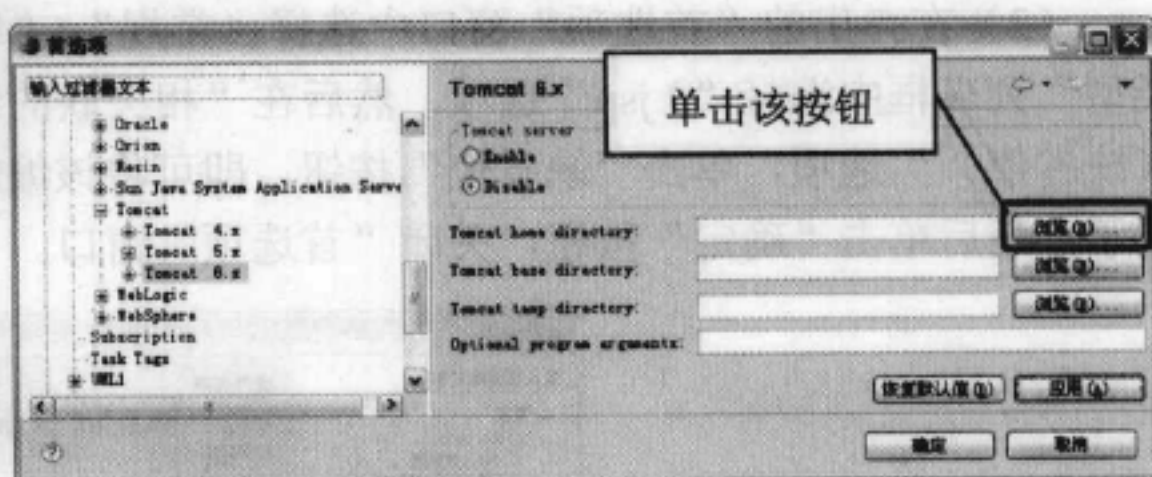 首选项
输入过滤器文本
Oracle
Orion
Resin
Sun Java System Application Serve
Tomcat
Tomcat 4.x
Tomcat 5.x
Tomcat 6.x
WebLogic
WebSphere
Subscription
Task Tags
UML1
Tomcat 6.x
单击该按钮
Tomcat server
Enable
Disable
Tomcat home directory:
浏览(R)...
Tomcat base directory:
浏览(O)...
Tomcat temp directory:
浏览(O)...
Optional program arguments:
恢复默认值(D)
应用(A)
确定
取消